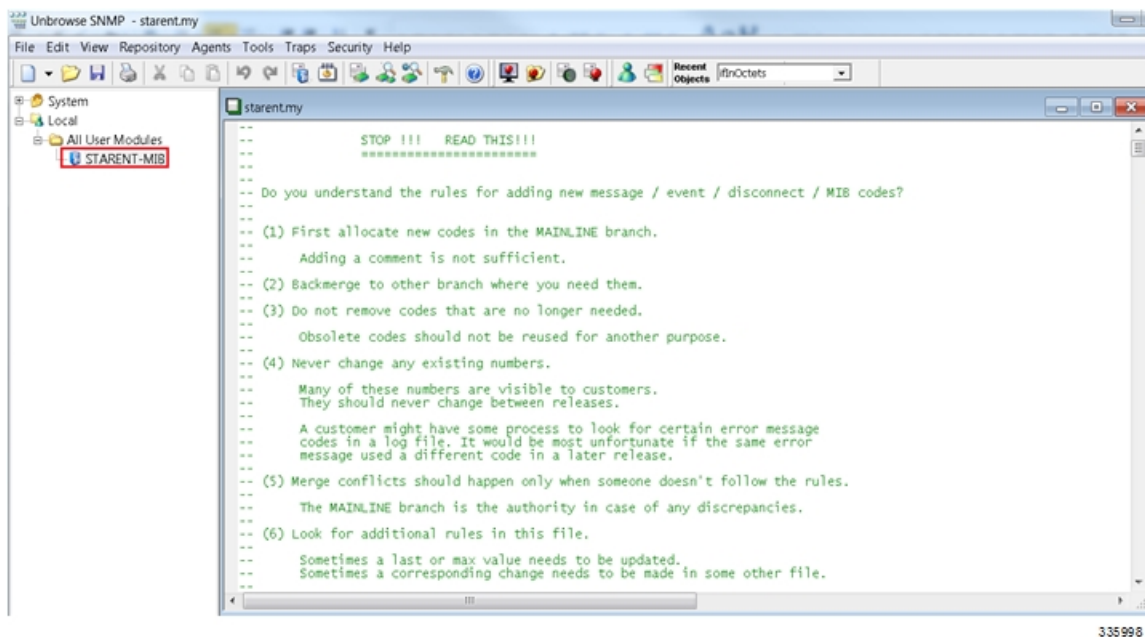 Unbrowse SNMP - starent.my
File Edit View Repository Agents Tools Traps Security Help
Recent Objects ifInOctets
System
Local
All User Modules
STARENT-MIB
starent.my
--
-- STOP !!! READ THIS!!!
-- ========================
--
--
-- Do you understand the rules for adding new message / event / disconnect / MIB codes?
--
--
-- (1) First allocate new codes in the MAINLINE branch.
--
-- Adding a comment is not sufficient.
--
-- (2) Backmerge to other branch where you need them.
--
-- (3) Do not remove codes that are no longer needed.
--
-- Obsolete codes should not be reused for another purpose.
--
-- (4) Never change any existing numbers.
--
-- Many of these numbers are visible to customers.
-- They should never change between releases.
--
-- A customer might have some process to look for certain error message
-- codes in a log file. It would be most unfortunate if the same error
-- message used a different code in a later release.
--
-- (5) Merge conflicts should happen only when someone doesn't follow the rules.
--
-- The MAINLINE branch is the authority in case of any discrepancies.
--
-- (6) Look for additional rules in this file.
--
-- Sometimes a last or max value needs to be updated.
-- Sometimes a corresponding change needs to be made in some other file.
--
335998